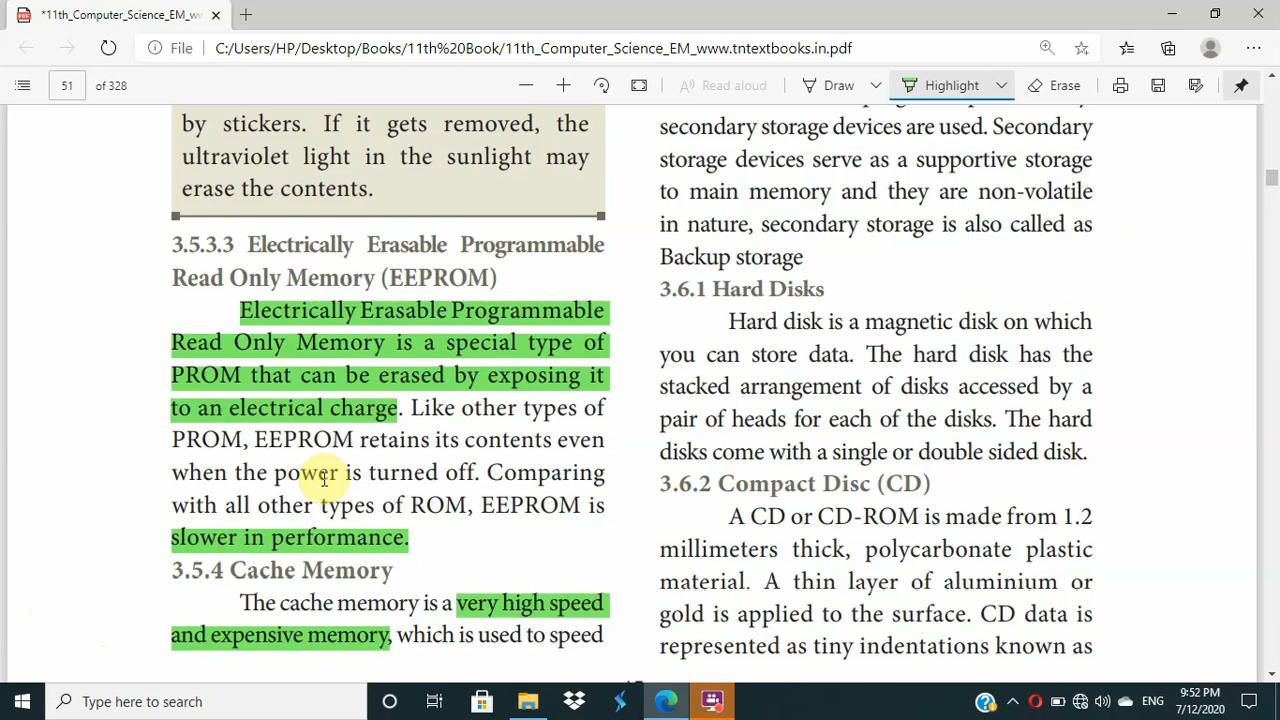 *11th_Computer_Science_EM_ww
File
C:/Users/HP/Desktop/Books/11th%20Book/11th_Computer_Science_EM_www.tntextbooks.in.pdf
51 of 328
Read aloud
Draw
Highlight
Erase
by stickers. If it gets removed, the
ultraviolet light in the sunlight may
erase the contents.
3.5.3.3 Electrically Erasable Programmable
Read Only Memory (EEPROM)
Electrically Erasable Programmable
Read Only Memory is a special type of
PROM that can be erased by exposing it
to an electrical charge. Like other types of
PROM, EEPROM retains its contents even
when the power is turned off. Comparing
with all other types of ROM, EEPROM is
slower in performance.
3.5.4 Cache Memory
The cache memory is a very high speed
and expensive memory, which is used to speed
secondary storage devices are used. Secondary
storage devices serve as a supportive storage
to main memory and they are non-volatile
in nature, secondary storage is also called as
Backup storage
3.6.1 Hard Disks
Hard disk is a magnetic disk on which
you can store data. The hard disk has the
stacked arrangement of disks accessed by a
pair of heads for each of the disks. The hard
disks come with a single or double sided disk.
3.6.2 Compact Disc (CD)
A CD or CD-ROM is made from 1.2
millimeters thick, polycarbonate plastic
material. A thin layer of aluminium or
gold is applied to the surface. CD data is
represented as tiny indentations known as
Type here to search
ENG
9:52 PM
7/12/2020